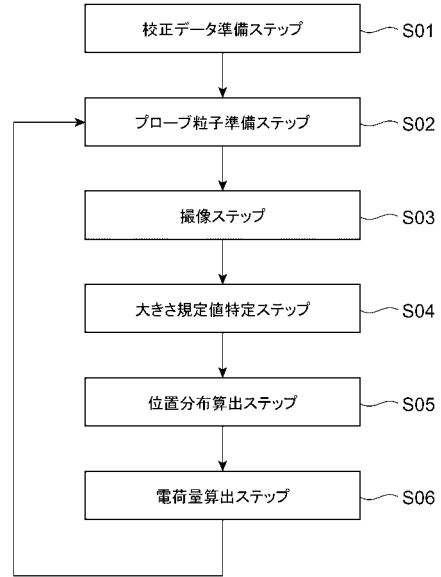 校正データ準備ステップ S01
プローブ粒子準備ステップ S02
撮像ステップ S03
大きさ規定値特定ステップ S04
位置分布算出ステップ S05
電荷量算出ステップ S06